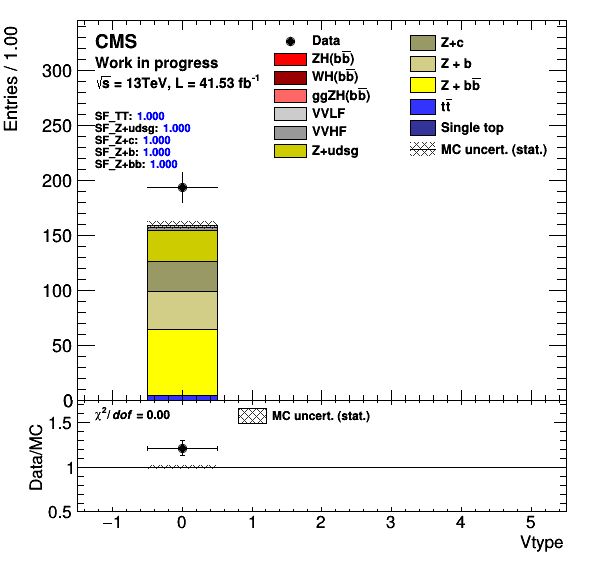 CMS
Work in progress
√s = 13TeV, L = 41.53 fb⁻¹
SF_TT: 1.000
SF_Z+udsg: 1.000
SF_Z+c: 1.000
SF_Z+b: 1.000
SF_Z+bb: 1.000
Data
ZH(bb̅)
WH(bb̅)
ggZH(bb̅)
VVLF
VVHF
Z+udsg
Z+c
Z + b
Z + bb̅
tt̅
Single top
MC uncert. (stat.)
Entries / 1.00
300
250
200
150
100
50
0
χ²/dof = 0.00
MC uncert. (stat.)
Data/MC
1.5
1
0.5
−1 0 1 2 3 4 5
Vtype